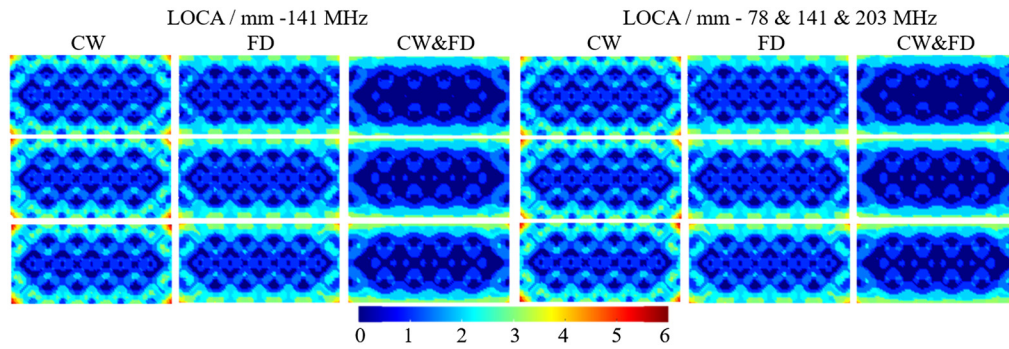 LOCA / mm -141 MHz LOCA / mm - 78 & 141 & 203 MHz
CW FD CW&FD CW FD CW&FD
0 1 2 3 4 5 6